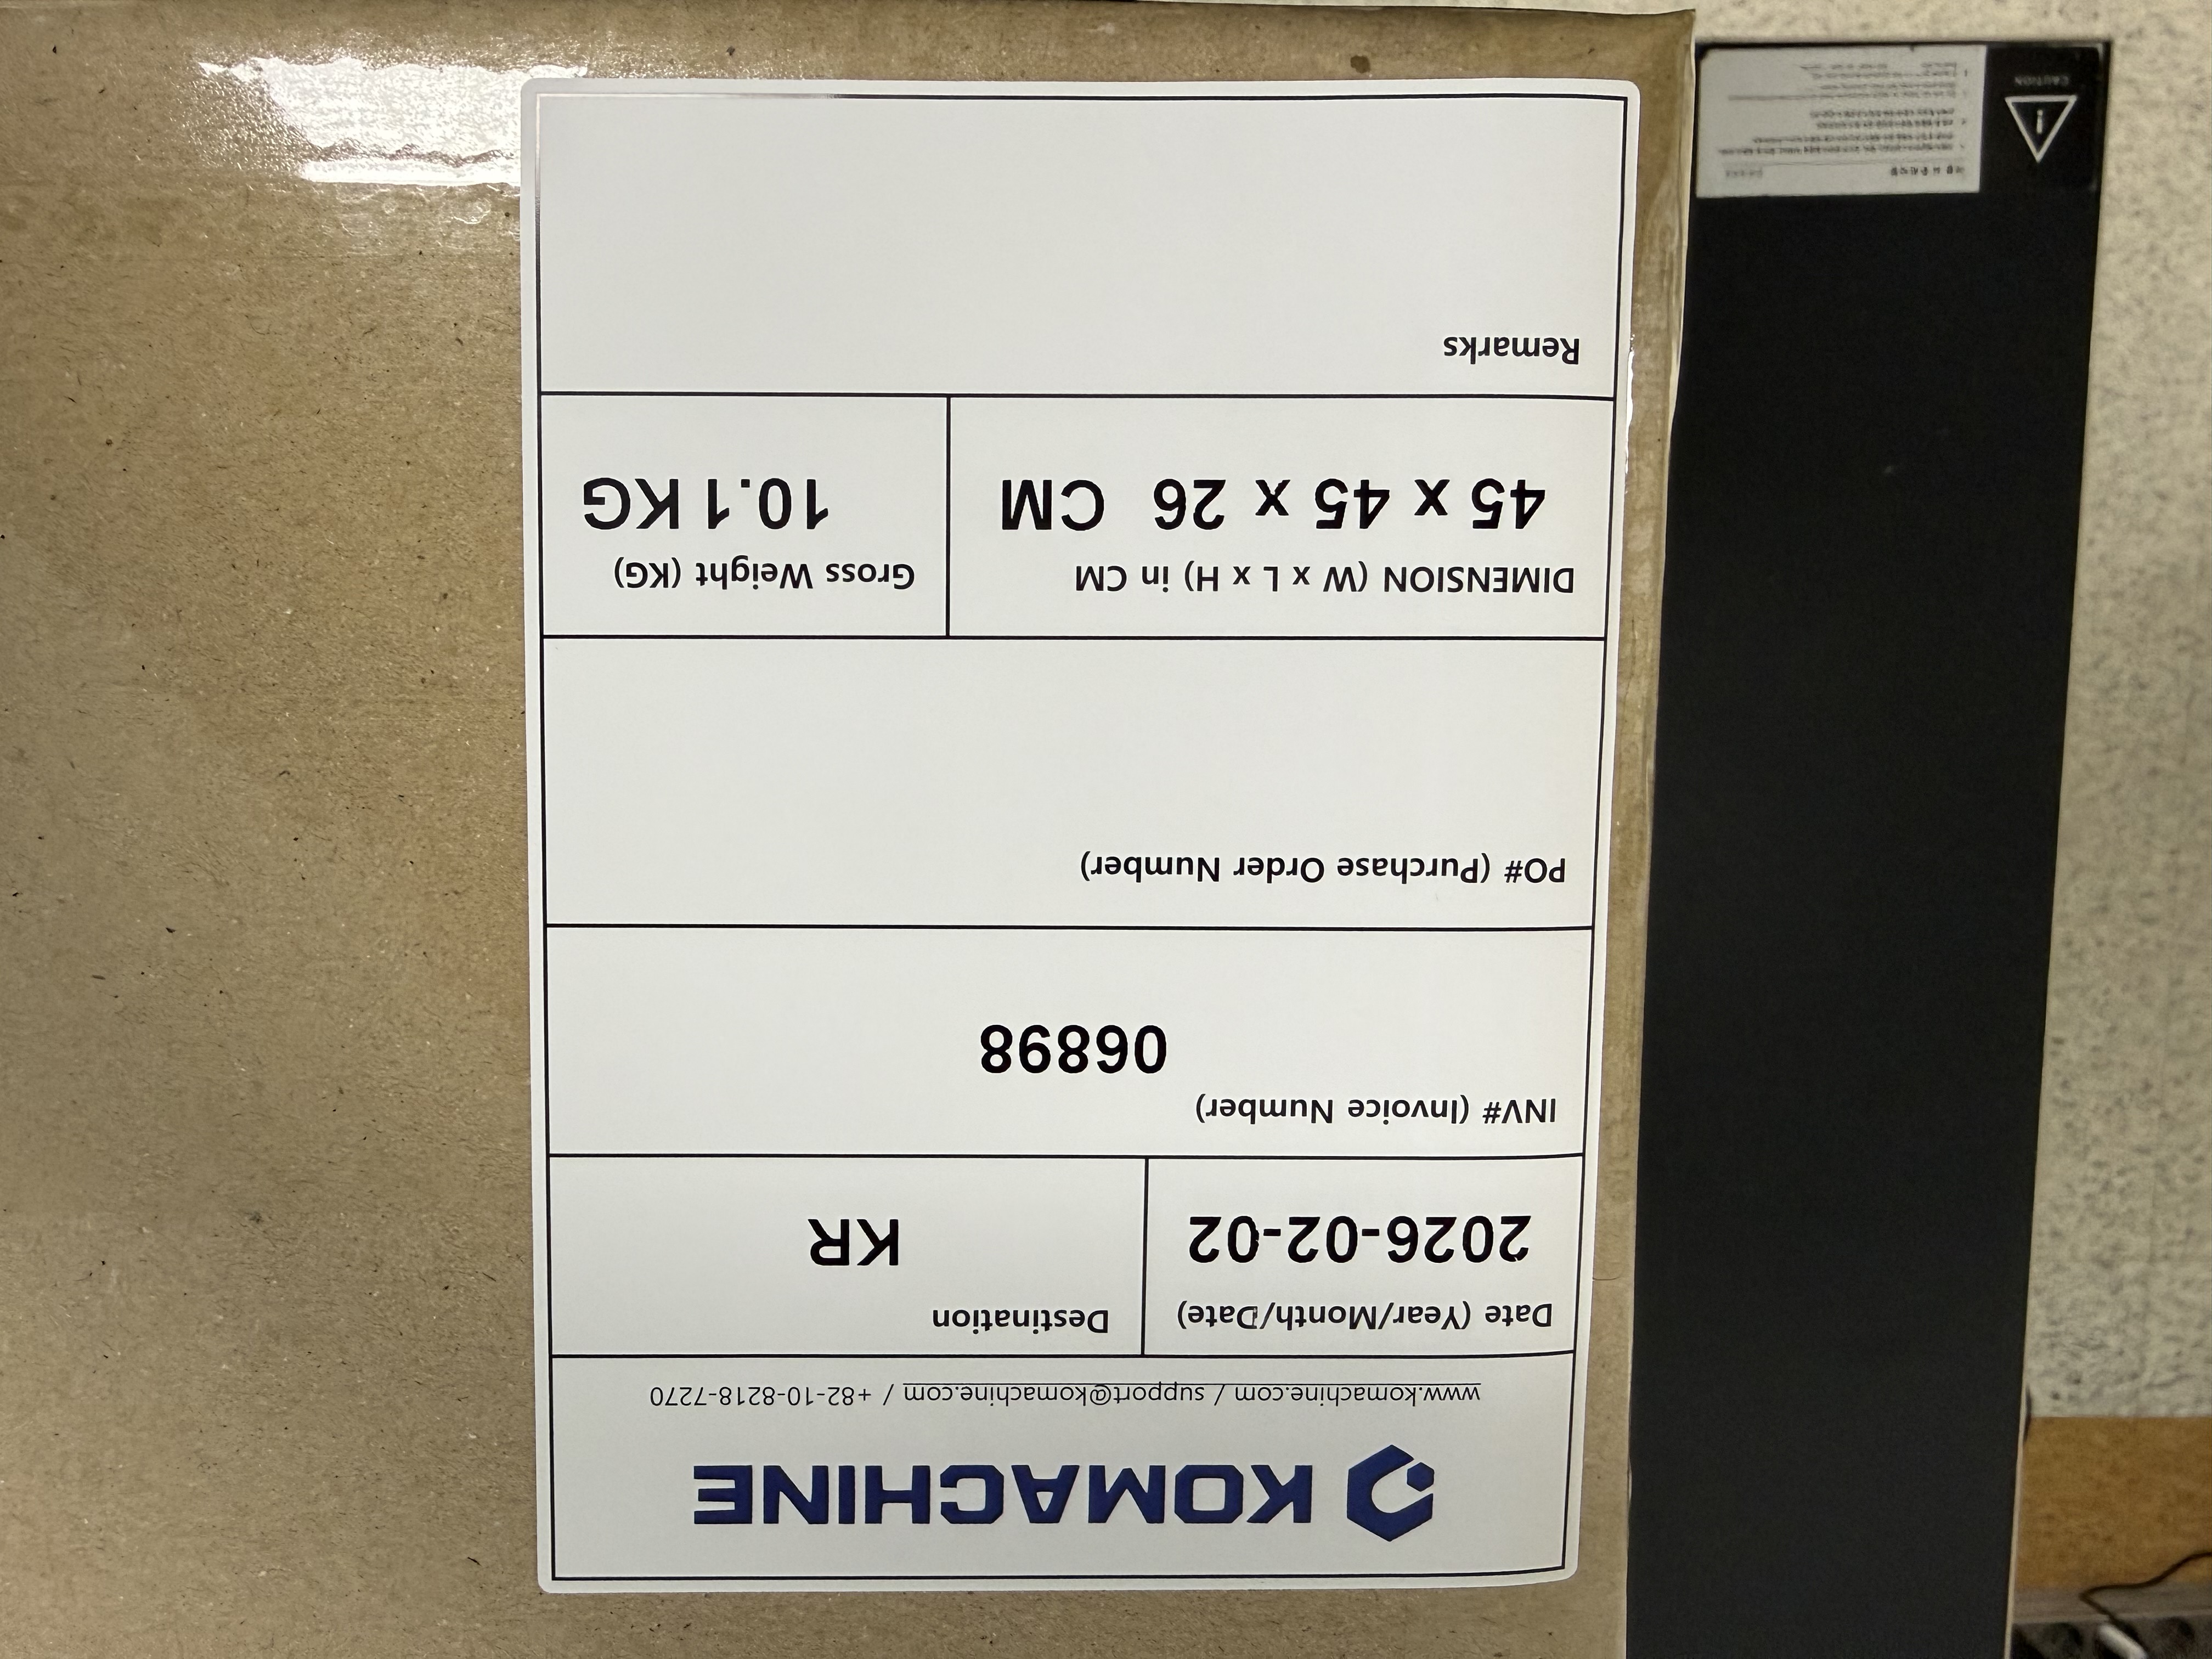 KOMACHINE
www.komachine.com / support@komachine.com / +82-10-8218-7270
Date (Year/Month/Date)
2026-02-02
Destination
KR
INV# (Invoice Number)
06898
PO# (Purchase Order Number)
DIMENSION (W x L x H) in CM
45 x 45 x 26 CM
Gross Weight (KG)
10.1 KG
Remarks
CAUTION